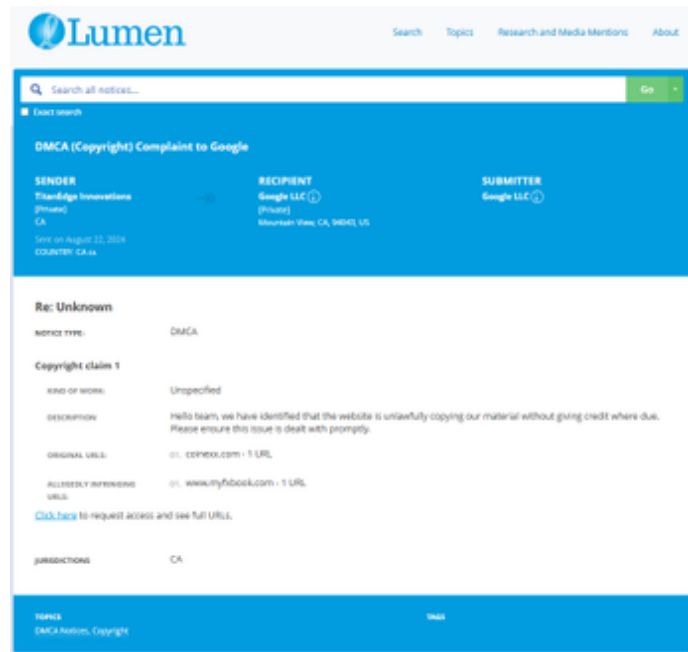 Lumen
Search Topics Research and Media Mentions About
Search all notices...
Go
Exact search
DMCA (Copyright) Complaint to Google
SENDER
TitanEdge Innovations
[Private]
CA
Sent on August 22, 2024
COUNTRY: CA
RECIPIENT
Google LLC
[Private]
Mountain View, CA, 94043, US
SUBMITTER
Google LLC
Re: Unknown
NOTICE TYPE: DMCA
Copyright claim 1
KIND OF WORK: Unspecified
DESCRIPTION Hello team, we have identified that the website is unlawfully copying our material without giving credit where due.
Please ensure this issue is dealt with promptly.
ORIGINAL URLS: 01. coinexx.com - 1 URL
ALLEGEDLY INFRINGING 01. www.myfxbook.com - 1 URL
URLS:
Click here to request access and see full URLs.
JURISDICTIONS CA
TOPICS
DMCA Notices, Copyright
TAGS